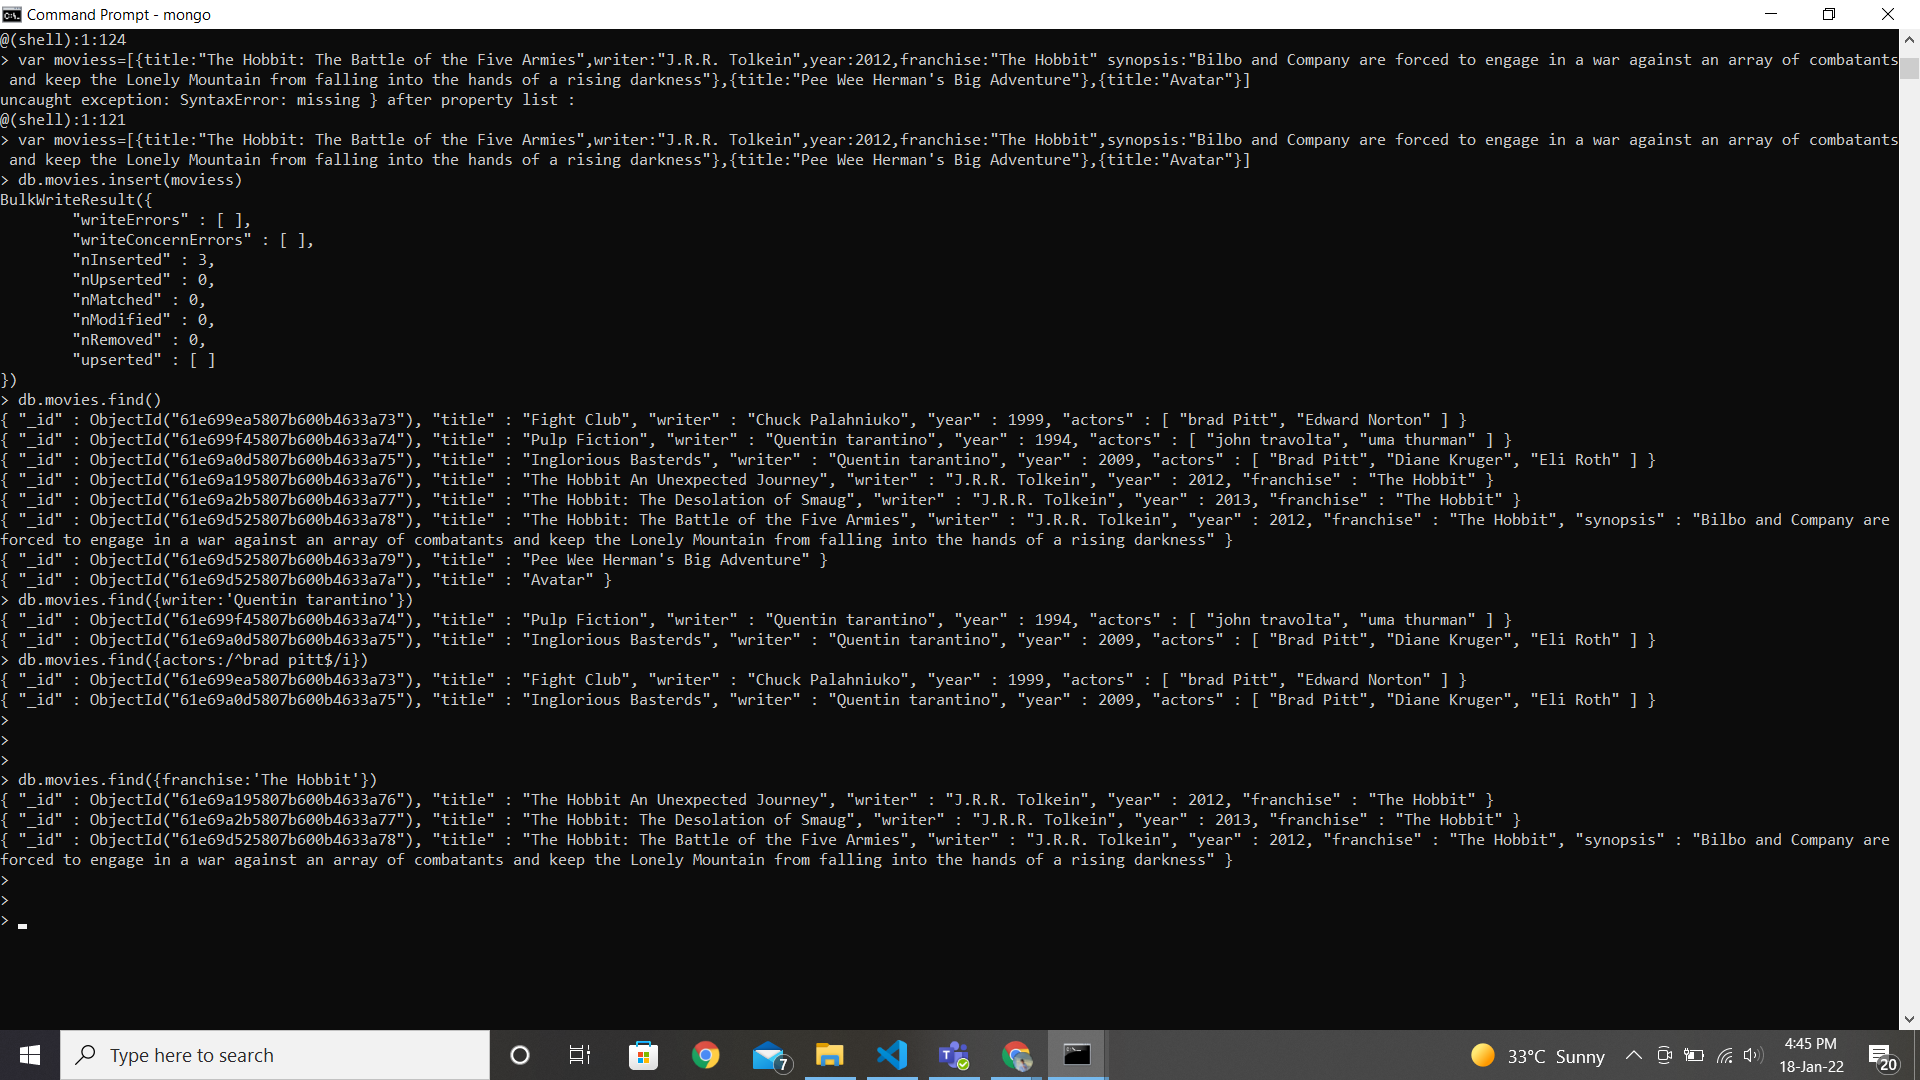 Command Prompt - mongo
@(shell):1:124
> var moviess=[{title:"The Hobbit: The Battle of the Five Armies",writer:"J.R.R. Tolkein",year:2012,franchise:"The Hobbit" synopsis:"Bilbo and Company are forced to engage in a war against an array of combatants
 and keep the Lonely Mountain from falling into the hands of a rising darkness"},{title:"Pee Wee Herman's Big Adventure"},{title:"Avatar"}]
uncaught exception: SyntaxError: missing } after property list :
@(shell):1:121
> var moviess=[{title:"The Hobbit: The Battle of the Five Armies",writer:"J.R.R. Tolkein",year:2012,franchise:"The Hobbit",synopsis:"Bilbo and Company are forced to engage in a war against an array of combatants
 and keep the Lonely Mountain from falling into the hands of a rising darkness"},{title:"Pee Wee Herman's Big Adventure"},{title:"Avatar"}]
> db.movies.insert(moviess)
BulkWriteResult({
        "writeErrors" : [ ],
        "writeConcernErrors" : [ ],
        "nInserted" : 3,
        "nUpserted" : 0,
        "nMatched" : 0,
        "nModified" : 0,
        "nRemoved" : 0,
        "upserted" : [ ]
})
> db.movies.find()
{ "_id" : ObjectId("61e699ea5807b600b4633a73"), "title" : "Fight Club", "writer" : "Chuck Palahniuko", "year" : 1999, "actors" : [ "brad Pitt", "Edward Norton" ] }
{ "_id" : ObjectId("61e699f45807b600b4633a74"), "title" : "Pulp Fiction", "writer" : "Quentin tarantino", "year" : 1994, "actors" : [ "john travolta", "uma thurman" ] }
{ "_id" : ObjectId("61e69a0d5807b600b4633a75"), "title" : "Inglorious Basterds", "writer" : "Quentin tarantino", "year" : 2009, "actors" : [ "Brad Pitt", "Diane Kruger", "Eli Roth" ] }
{ "_id" : ObjectId("61e69a195807b600b4633a76"), "title" : "The Hobbit An Unexpected Journey", "writer" : "J.R.R. Tolkein", "year" : 2012, "franchise" : "The Hobbit" }
{ "_id" : ObjectId("61e69a2b5807b600b4633a77"), "title" : "The Hobbit: The Desolation of Smaug", "writer" : "J.R.R. Tolkein", "year" : 2013, "franchise" : "The Hobbit" }
{ "_id" : ObjectId("61e69d525807b600b4633a78"), "title" : "The Hobbit: The Battle of the Five Armies", "writer" : "J.R.R. Tolkein", "year" : 2012, "franchise" : "The Hobbit", "synopsis" : "Bilbo and Company are
forced to engage in a war against an array of combatants and keep the Lonely Mountain from falling into the hands of a rising darkness" }
{ "_id" : ObjectId("61e69d525807b600b4633a79"), "title" : "Pee Wee Herman's Big Adventure" }
{ "_id" : ObjectId("61e69d525807b600b4633a7a"), "title" : "Avatar" }
> db.movies.find({writer:'Quentin tarantino'})
{ "_id" : ObjectId("61e699f45807b600b4633a74"), "title" : "Pulp Fiction", "writer" : "Quentin tarantino", "year" : 1994, "actors" : [ "john travolta", "uma thurman" ] }
{ "_id" : ObjectId("61e69a0d5807b600b4633a75"), "title" : "Inglorious Basterds", "writer" : "Quentin tarantino", "year" : 2009, "actors" : [ "Brad Pitt", "Diane Kruger", "Eli Roth" ] }
> db.movies.find({actors:/^brad pitt$/i})
{ "_id" : ObjectId("61e699ea5807b600b4633a73"), "title" : "Fight Club", "writer" : "Chuck Palahniuko", "year" : 1999, "actors" : [ "brad Pitt", "Edward Norton" ] }
{ "_id" : ObjectId("61e69a0d5807b600b4633a75"), "title" : "Inglorious Basterds", "writer" : "Quentin tarantino", "year" : 2009, "actors" : [ "Brad Pitt", "Diane Kruger", "Eli Roth" ] }
>
>
>
> db.movies.find({franchise:'The Hobbit'})
{ "_id" : ObjectId("61e69a195807b600b4633a76"), "title" : "The Hobbit An Unexpected Journey", "writer" : "J.R.R. Tolkein", "year" : 2012, "franchise" : "The Hobbit" }
{ "_id" : ObjectId("61e69a2b5807b600b4633a77"), "title" : "The Hobbit: The Desolation of Smaug", "writer" : "J.R.R. Tolkein", "year" : 2013, "franchise" : "The Hobbit" }
{ "_id" : ObjectId("61e69d525807b600b4633a78"), "title" : "The Hobbit: The Battle of the Five Armies", "writer" : "J.R.R. Tolkein", "year" : 2012, "franchise" : "The Hobbit", "synopsis" : "Bilbo and Company are
forced to engage in a war against an array of combatants and keep the Lonely Mountain from falling into the hands of a rising darkness" }
>
>
>
Type here to search
7
33°C Sunny
4:45 PM
18-Jan-22
20